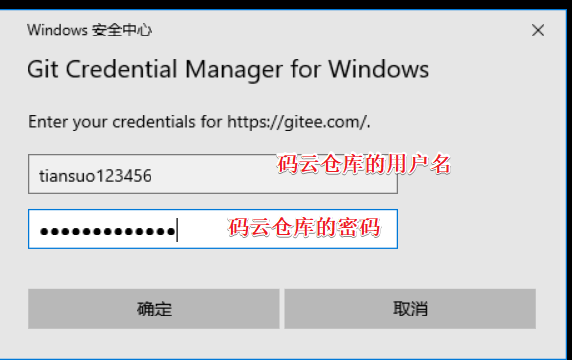 Windows 安全中心
Git Credential Manager for Windows
Enter your credentials for https://gitee.com/.
码云仓库的用户名
tiansuo123456
●●●●●●●●●●●●● 码云仓库的密码
确定 取消